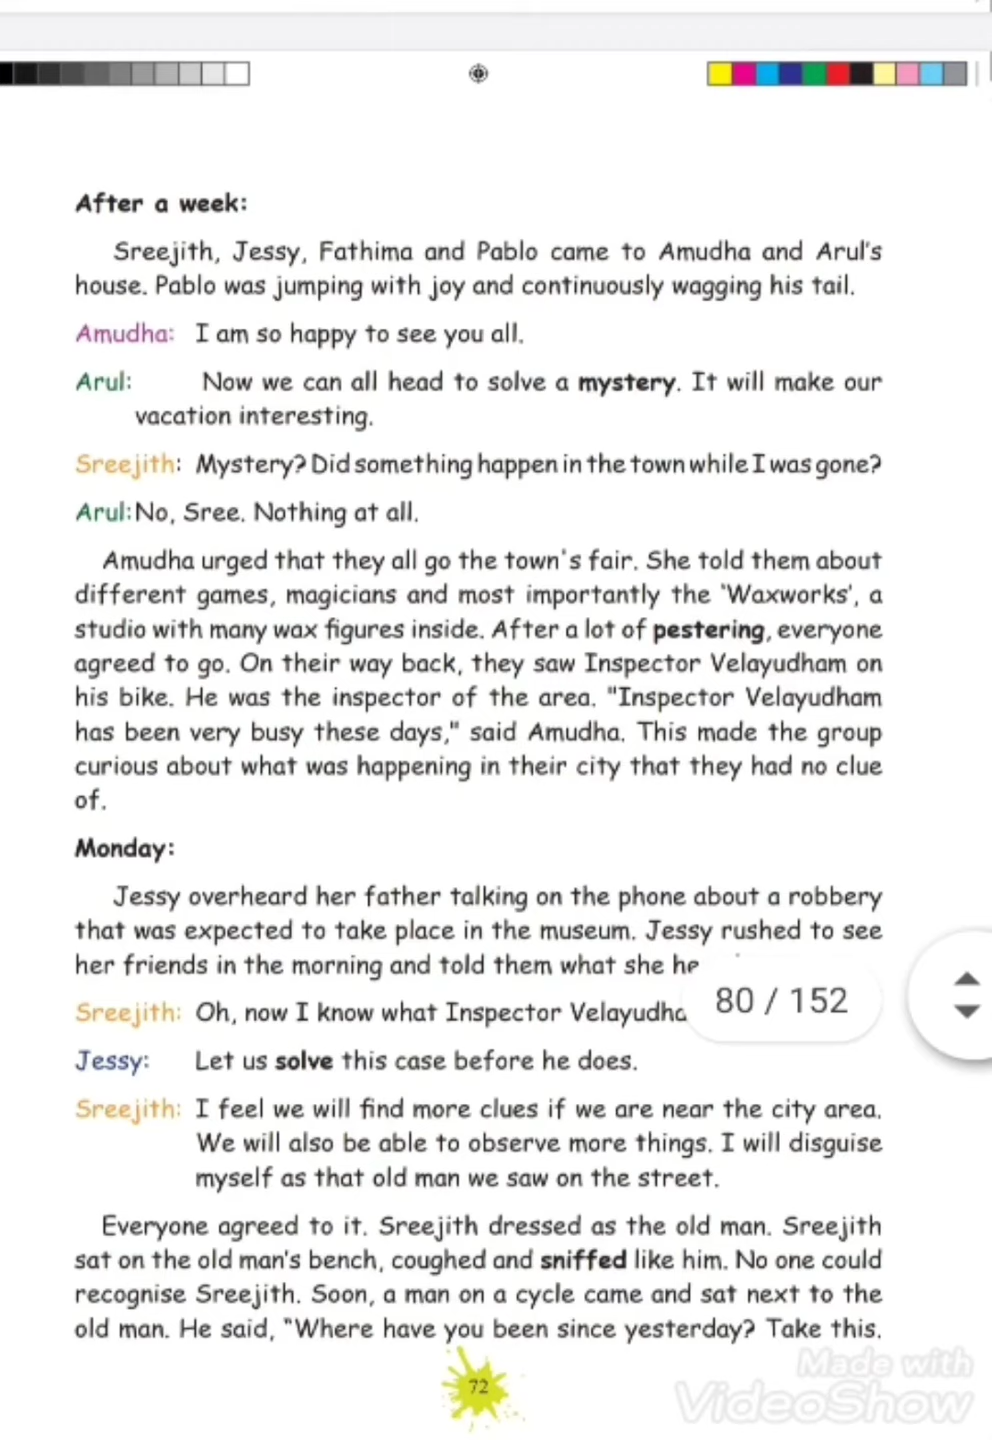 After a week:
Sreejith, Jessy, Fathima and Pablo came to Amudha and Arul's
house. Pablo was jumping with joy and continuously wagging his tail.
Amudha: I am so happy to see you all.
Arul: Now we can all head to solve a mystery. It will make our
vacation interesting.
Sreejith: Mystery? Did something happen in the town while I was gone?
Arul: No, Sree. Nothing at all.
Amudha urged that they all go the town's fair. She told them about
different games, magicians and most importantly the 'Waxworks', a
studio with many wax figures inside. After a lot of pestering, everyone
agreed to go. On their way back, they saw Inspector Velayudham on
his bike. He was the inspector of the area. "Inspector Velayudham
has been very busy these days," said Amudha. This made the group
curious about what was happening in their city that they had no clue
of.
Monday:
Jessy overheard her father talking on the phone about a robbery
that was expected to take place in the museum. Jessy rushed to see
her friends in the morning and told them what she
80 / 152
Sreejith: Oh, now I know what Inspector
Jessy: Let us solve this case before he does.
Sreejith: I feel we will find more clues if we are near the city area.
We will also be able to observe more things. I will disguise
myself as that old man we saw on the street.
Everyone agreed to it. Sreejith dressed as the old man. Sreejith
sat on the old man's bench, coughed and sniffed like him. No one could
recognise Sreejith. Soon, a man on a cycle came and sat next to the
old man. He said, "Where have you been since yesterday? Take this.
72
Made with
VideoShow